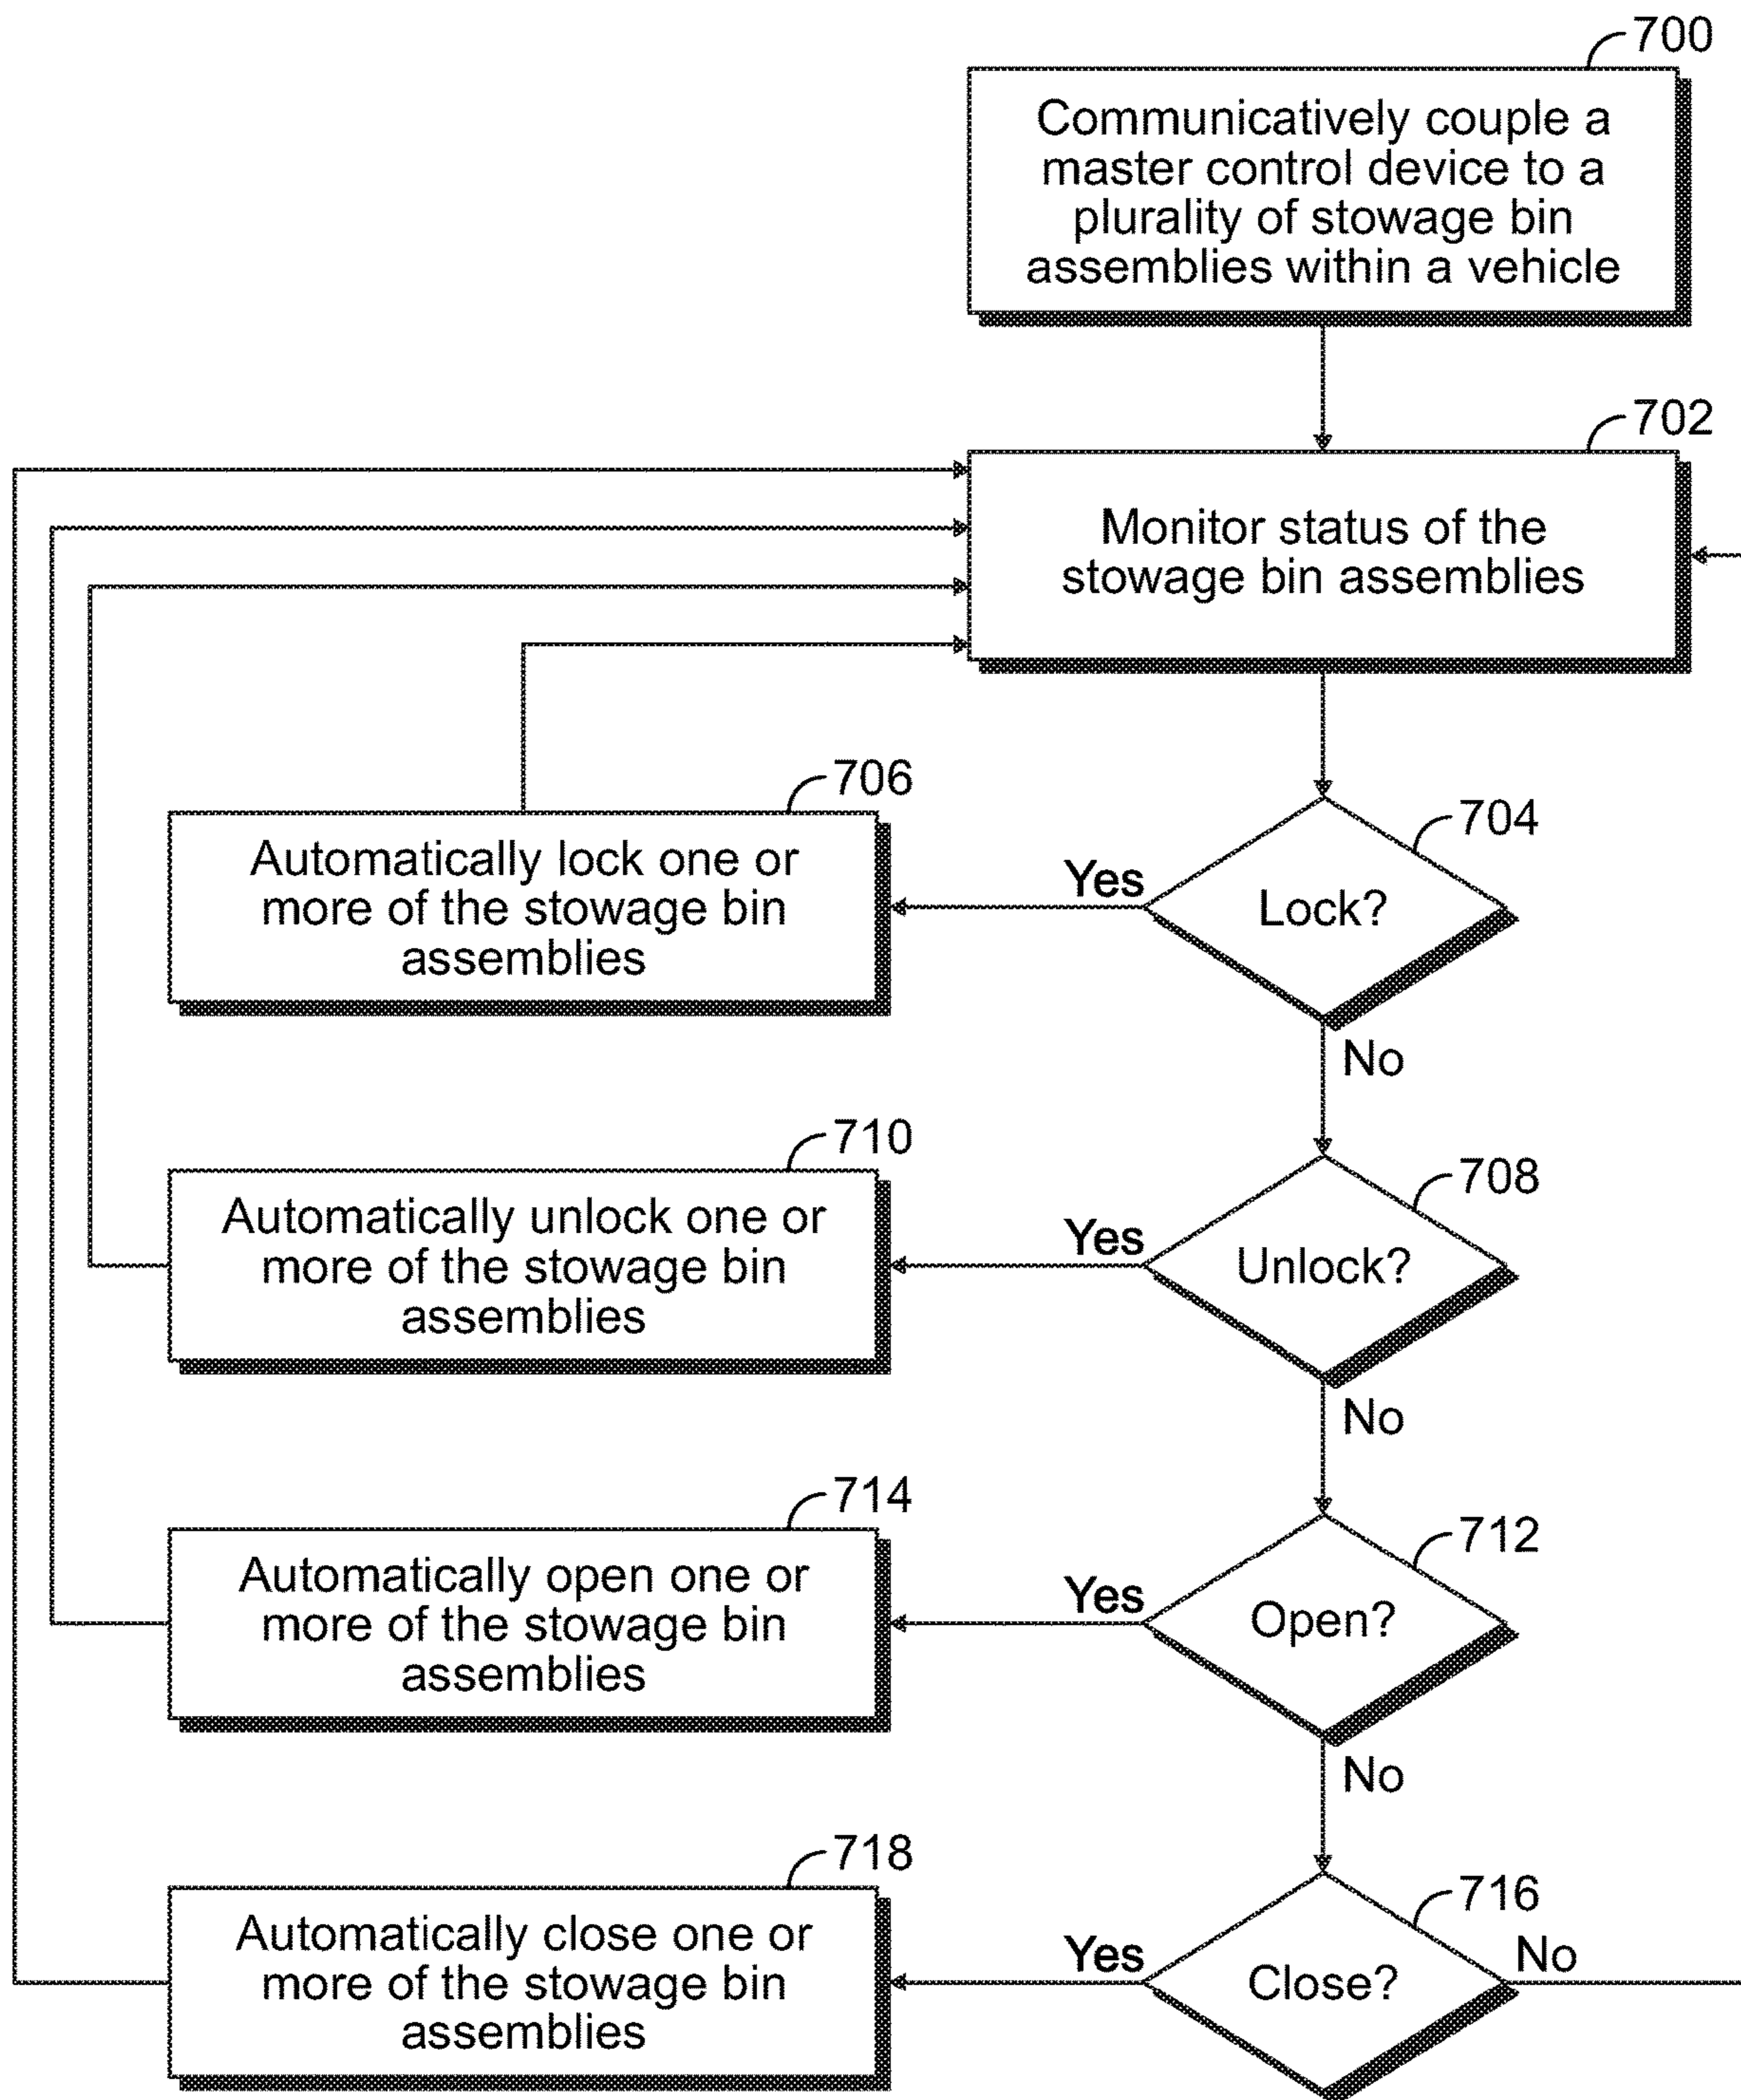 700
Communicatively couple a
master control device to a
plurality of stowage bin
assemblies within a vehicle
702
Monitor status of the
stowage bin assemblies
704
Lock?
Yes
706
Automatically lock one or
more of the stowage bin
assemblies
No
708
Unlock?
Yes
710
Automatically unlock one or
more of the stowage bin
assemblies
No
712
Open?
Yes
714
Automatically open one or
more of the stowage bin
assemblies
No
716
Close?
No
Yes
718
Automatically close one or
more of the stowage bin
assemblies